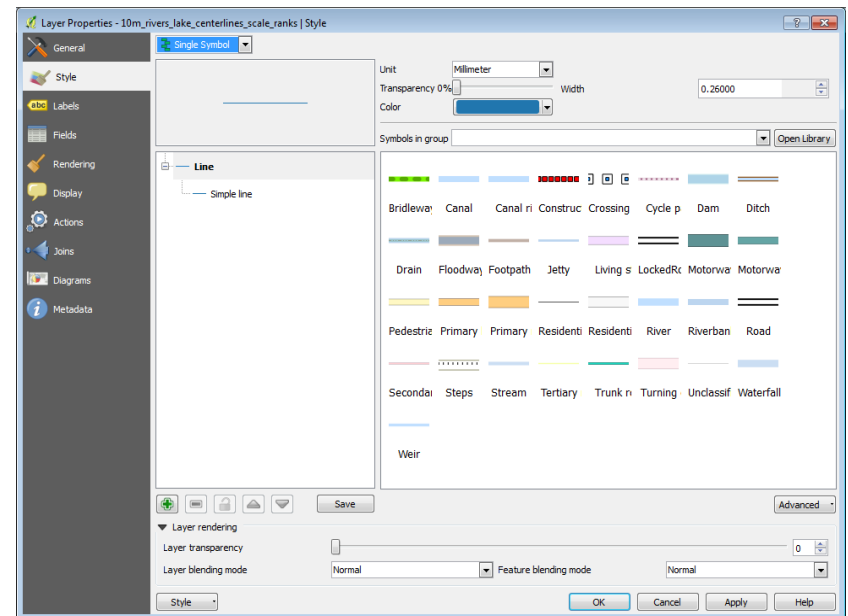 Layer Properties - 10m_rivers_lake_centerlines_scale_ranks | Style
General
Style
Labels
Fields
Rendering
Display
Actions
Joins
Diagrams
Metadata
abc
Single Symbol
Unit Millimeter
Transparency 0% Width 0.26000
Color
Symbols in group Open Library
Line
Simple line
Bridleway Canal Canal ri Construc Crossing Cycle p Dam Ditch
Drain Floodway Footpath Jetty Living s LockedRo Motorwa Motorwa
Pedestria Primary Primary Residenti Residenti River Riverban Road
Secondar Steps Stream Tertiary Trunk r Turning Unclassif Waterfall
Weir
Save Advanced
Layer rendering
Layer transparency 0
Layer blending mode Normal Feature blending mode Normal
Style OK Cancel Apply Help